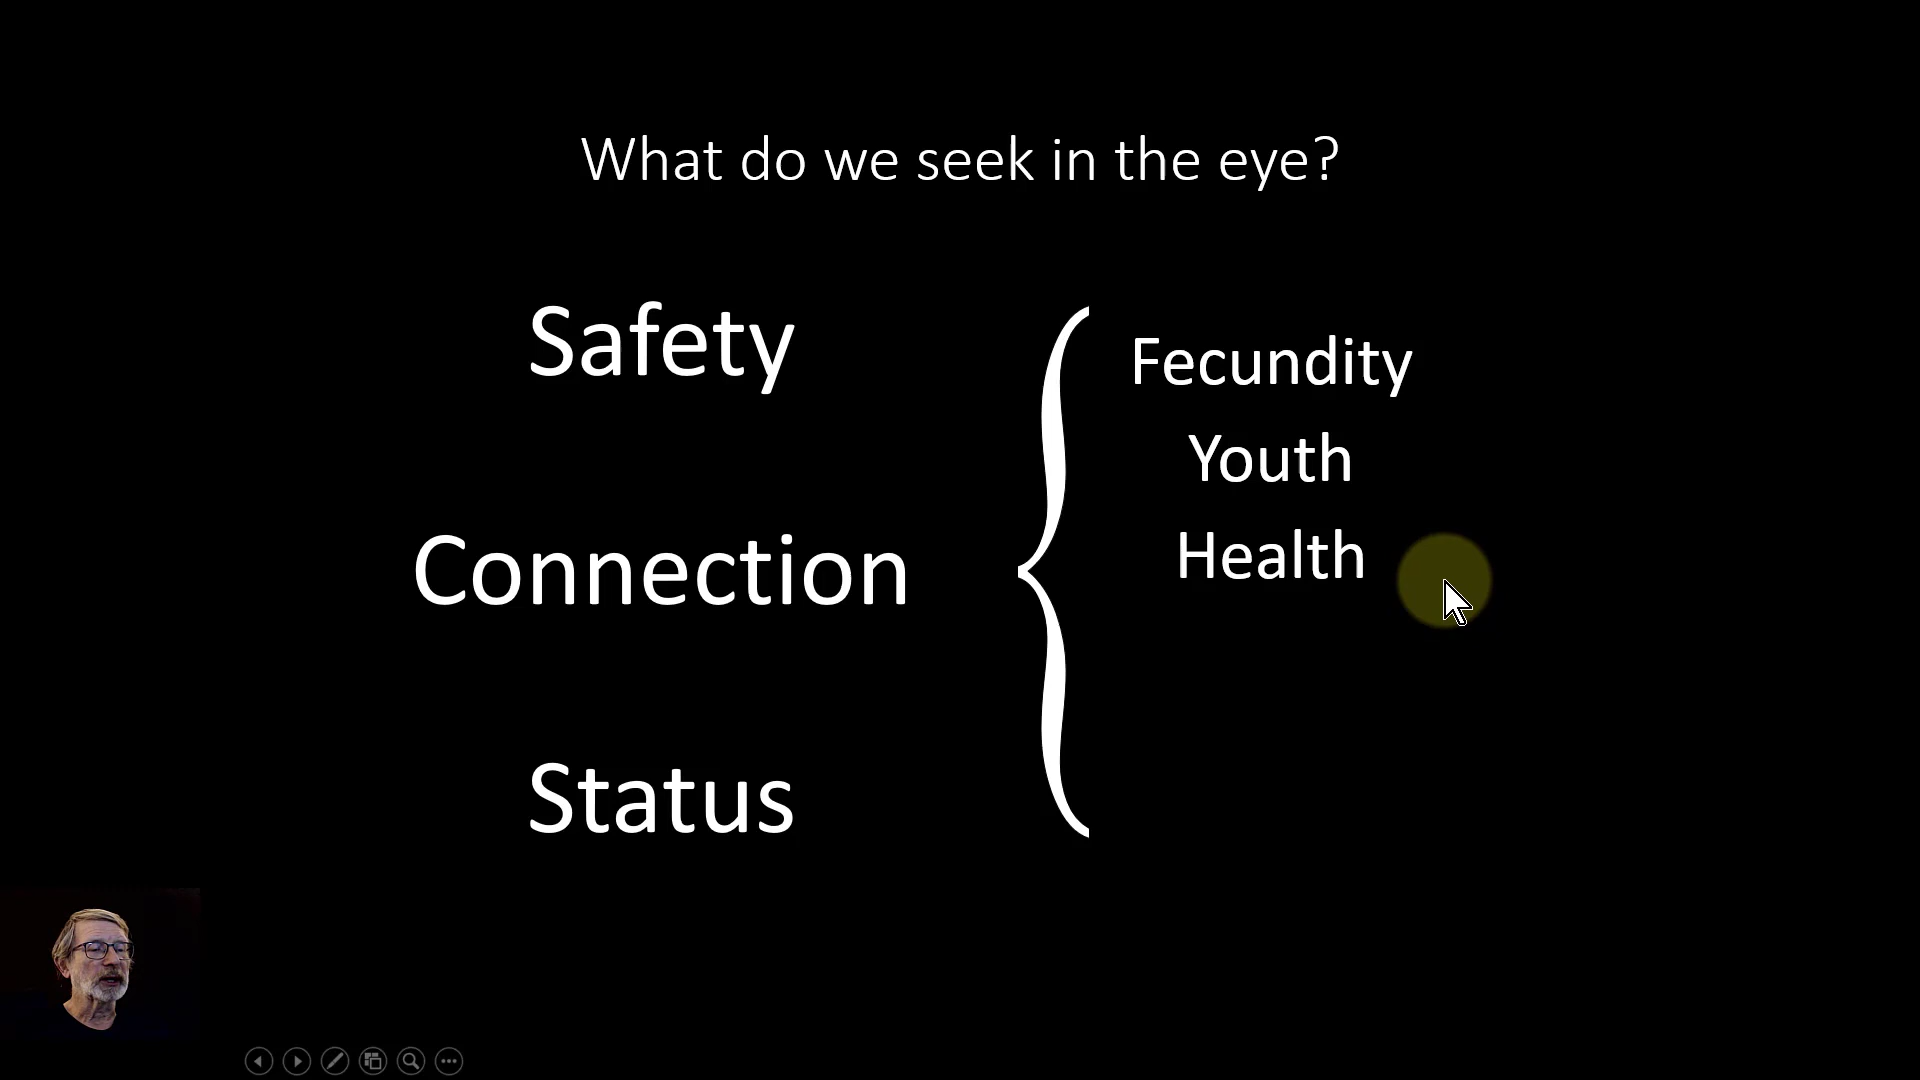 What do we seek in the eye?
Safety
Connection
Status
Fecundity
Youth
Health